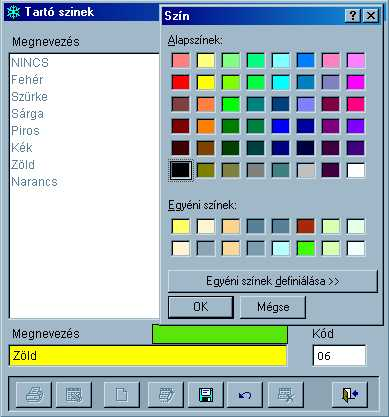 Tartó szinek
Szín
Megnevezés
NINCS
Fehér
Szürke
Sárga
Piros
Kék
Zöld
Narancs
Alapszínek:
Egyéni színek:
Egyéni színek definiálása >>
OK
Mégse
Megnevezés
Kód
Zöld
06